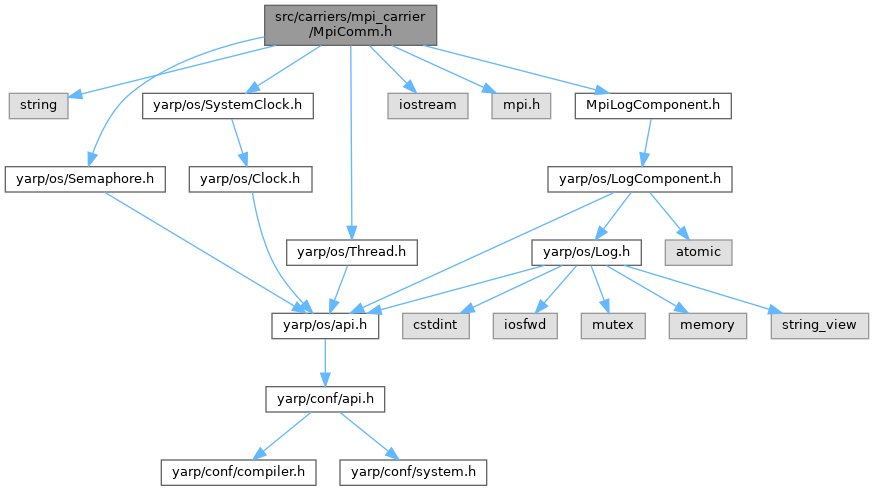 src/carriers/mpi_carrier
/MpiComm.h
string
yarp/os/SystemClock.h
iostream
mpi.h
MpiLogComponent.h
yarp/os/Semaphore.h
yarp/os/Clock.h
yarp/os/LogComponent.h
yarp/os/Thread.h
yarp/os/Log.h
atomic
yarp/os/api.h
cstdint
iosfwd
mutex
memory
string_view
yarp/conf/api.h
yarp/conf/compiler.h
yarp/conf/system.h